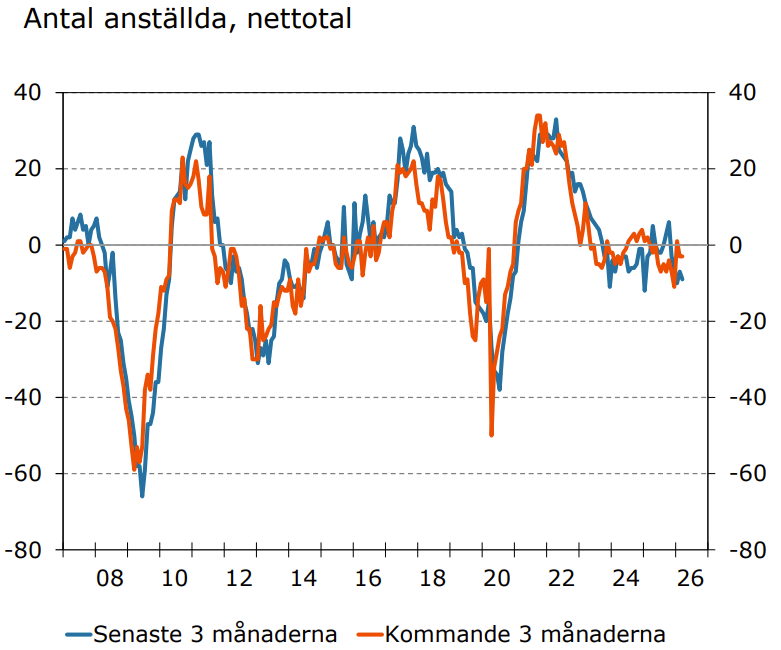 Antal anställda, nettotal
40 40
20 20
0 0
-20 -20
-40 -40
-60 -60
-80 -80
08 10 12 14 16 18 20 22 24 26
Senaste 3 månaderna Kommande 3 månaderna